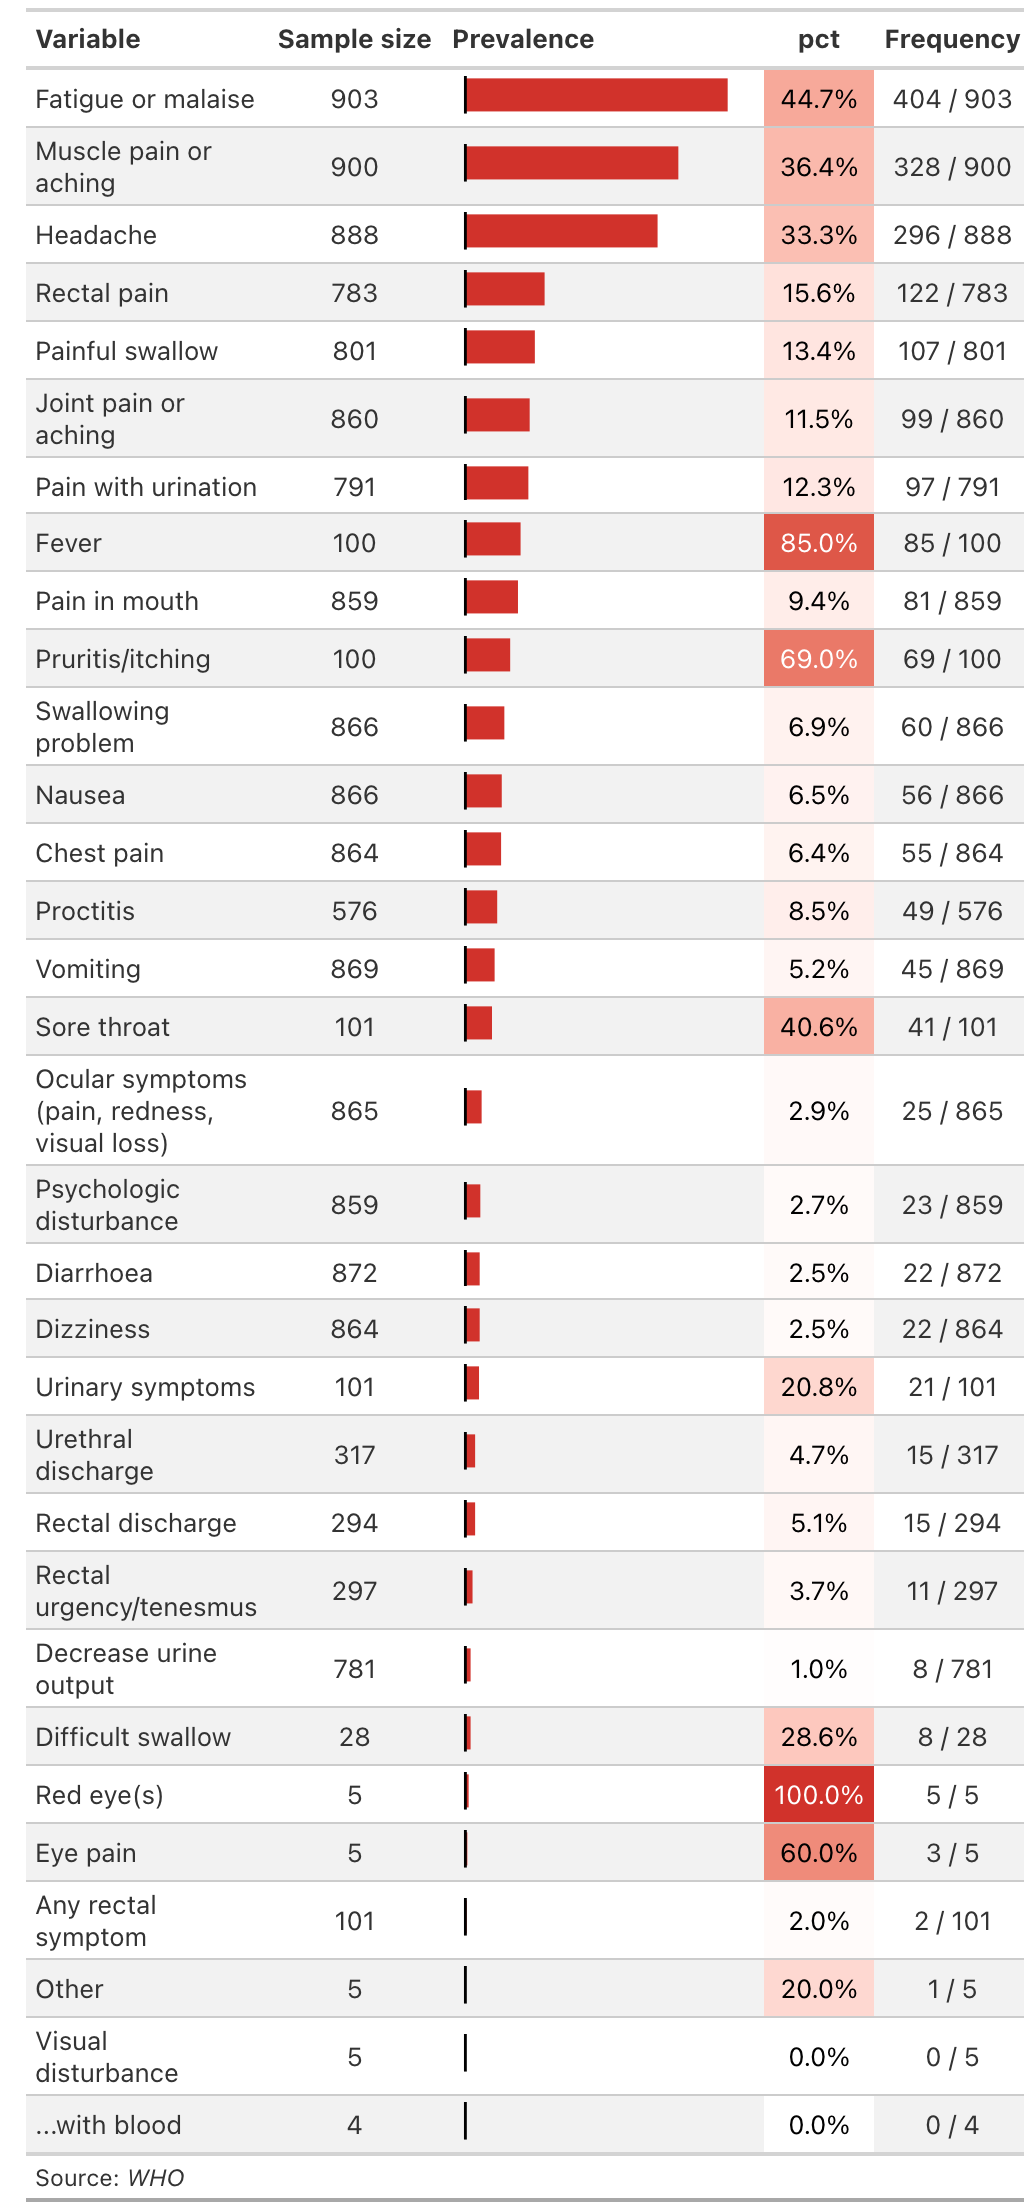 Variable Sample size Prevalence pct Frequency
Fatigue or malaise 903 44.7% 404 / 903
Muscle pain or
aching 900 36.4% 328 / 900
Headache 888 33.3% 296 / 888
Rectal pain 783 15.6% 122 / 783
Painful swallow 801 13.4% 107 / 801
Joint pain or
aching 860 11.5% 99 / 860
Pain with urination 791 12.3% 97 / 791
Fever 100 85.0% 85 / 100
Pain in mouth 859 9.4% 81 / 859
Pruritis/itching 100 69.0% 69 / 100
Swallowing
problem 866 6.9% 60 / 866
Nausea 866 6.5% 56 / 866
Chest pain 864 6.4% 55 / 864
Proctitis 576 8.5% 49 / 576
Vomiting 869 5.2% 45 / 869
Sore throat 101 40.6% 41 / 101
Ocular symptoms
(pain, redness, 865 2.9% 25 / 865
visual loss)
Psychologic
disturbance 859 2.7% 23 / 859
Diarrhoea 872 2.5% 22 / 872
Dizziness 864 2.5% 22 / 864
Urinary symptoms 101 20.8% 21 / 101
Urethral
discharge 317 4.7% 15 / 317
Rectal discharge 294 5.1% 15 / 294
Rectal
urgency/tenesmus 297 3.7% 11 / 297
Decrease urine
output 781 1.0% 8 / 781
Difficult swallow 28 28.6% 8 / 28
Red eye(s) 5 100.0% 5 / 5
Eye pain 5 60.0% 3 / 5
Any rectal
symptom 101 2.0% 2 / 101
Other 5 20.0% 1 / 5
Visual
disturbance 5 0.0% 0 / 5
...with blood 4 0.0% 0 / 4
Source: WHO